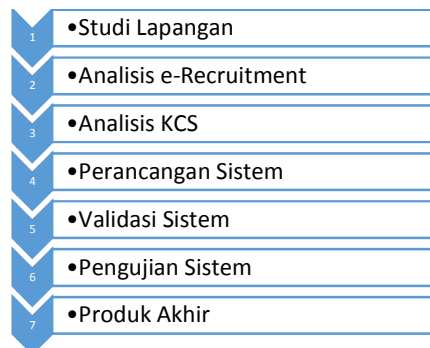 1 •Studi Lapangan
2 •Analisis e-Recruitment
3 •Analisis KCS
4 •Perancangan Sistem
5 •Validasi Sistem
6 •Pengujian Sistem
7 •Produk Akhir